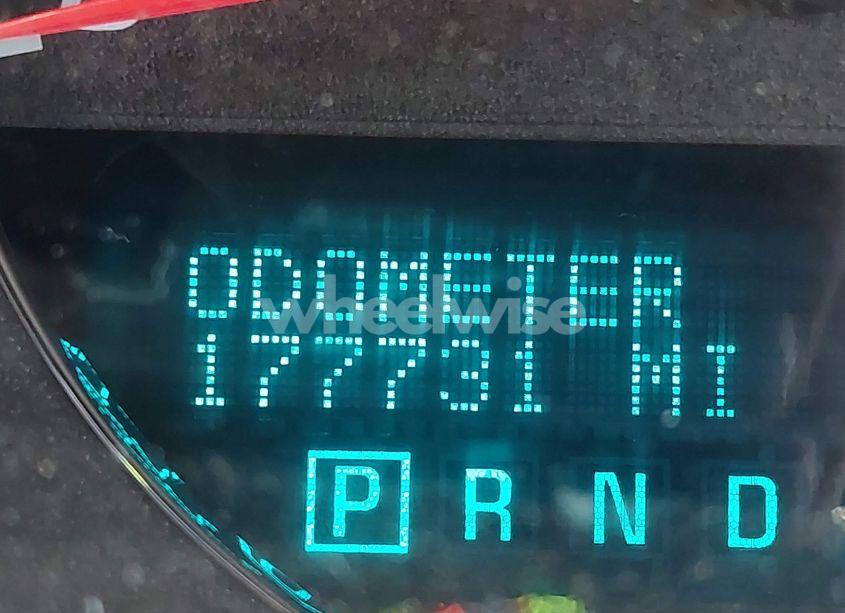 ODOMETER
wheelwise
177731 MI
P R N D